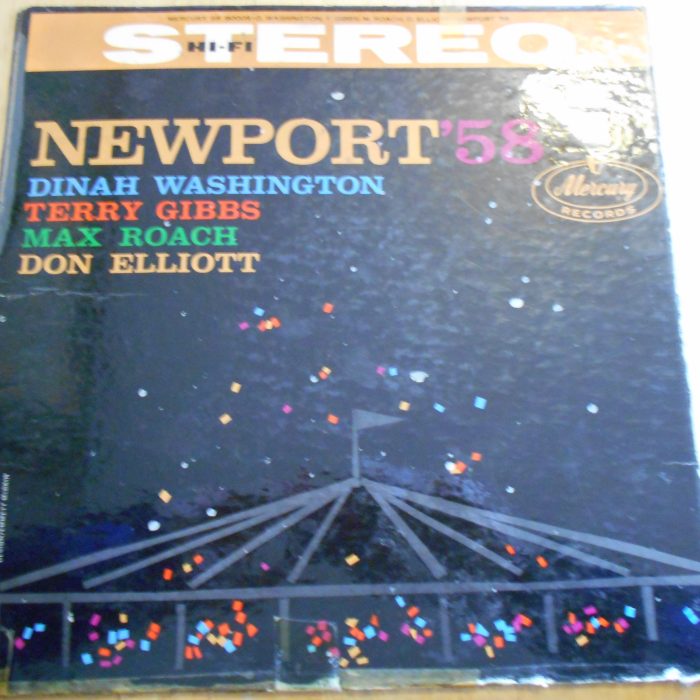 HI-FI STEREO
NEWPORT '58
DINAH WASHINGTON
TERRY GIBBS
MAX ROACH
DON ELLIOTT
Mercury
RECORDS